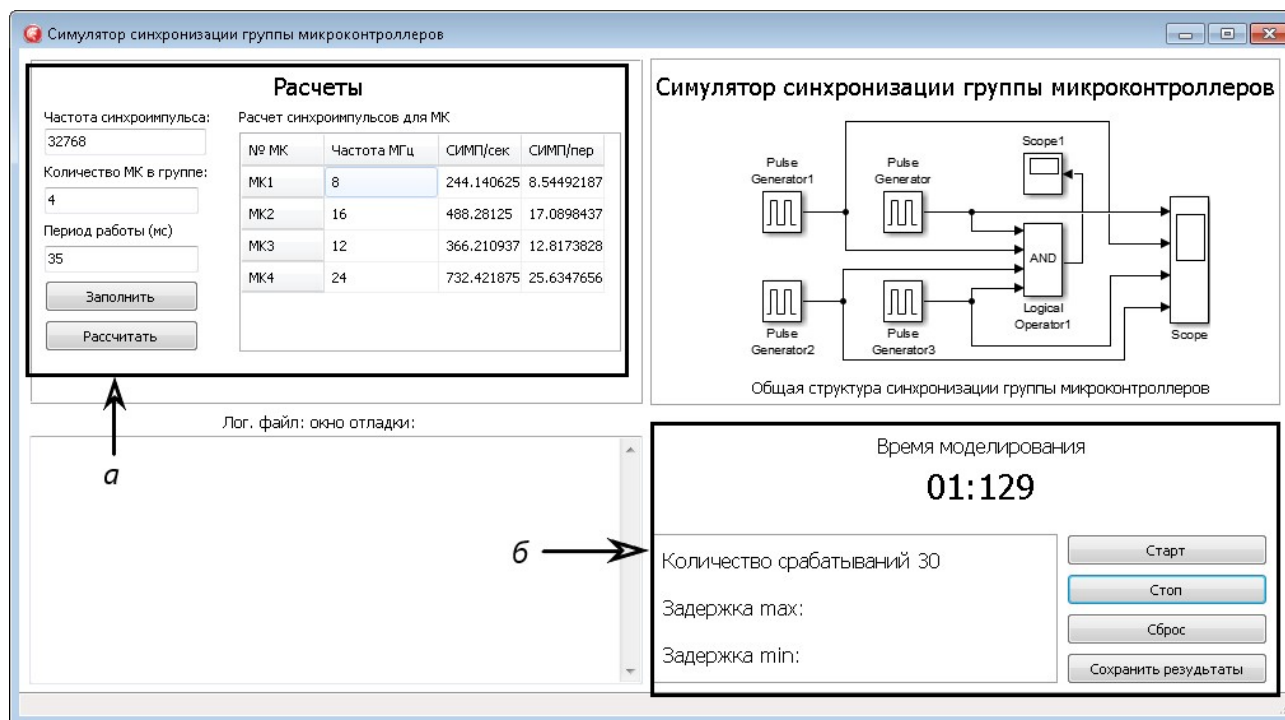 Симулятор синхронизации группы микроконтроллеров
Расчеты
Частота синхроимпульса:
32768
Количество МК в группе:
4
Период работы (мс)
35
Заполнить
Рассчитать
Расчет синхроимпульсов для МК
№ МК Частота МГц СИМП/сек СИМП/пер
МК1 8 244.140625 8.54492187
МК2 16 488.28125 17.0898437
МК3 12 366.210937 12.8173828
МК4 24 732.421875 25.6347656
а
Симулятор синхронизации группы микроконтроллеров
Pulse
Generator1
Pulse
Generator
Scope1
AND
Logical
Operator1
Scope
Pulse
Generator2
Pulse
Generator3
Общая структура синхронизации группы микроконтроллеров
Лог. файл: окно отладки:
б
Время моделирования
01:129
Количество срабатываний 30
Задержка max:
Задержка min:
Старт
Стоп
Сброс
Сохранить резудьтаты